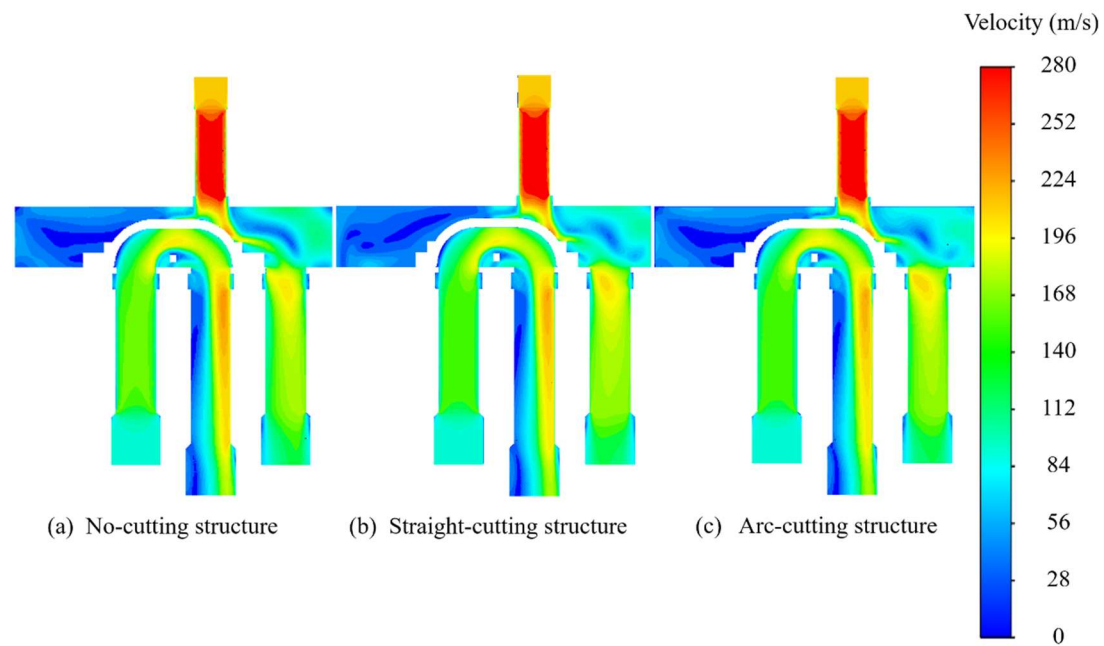 Velocity (m/s)
280
252
224
196
168
140
112
84
56
28
0
(a) No-cutting structure
(b) Straight-cutting structure
(c) Arc-cutting structure